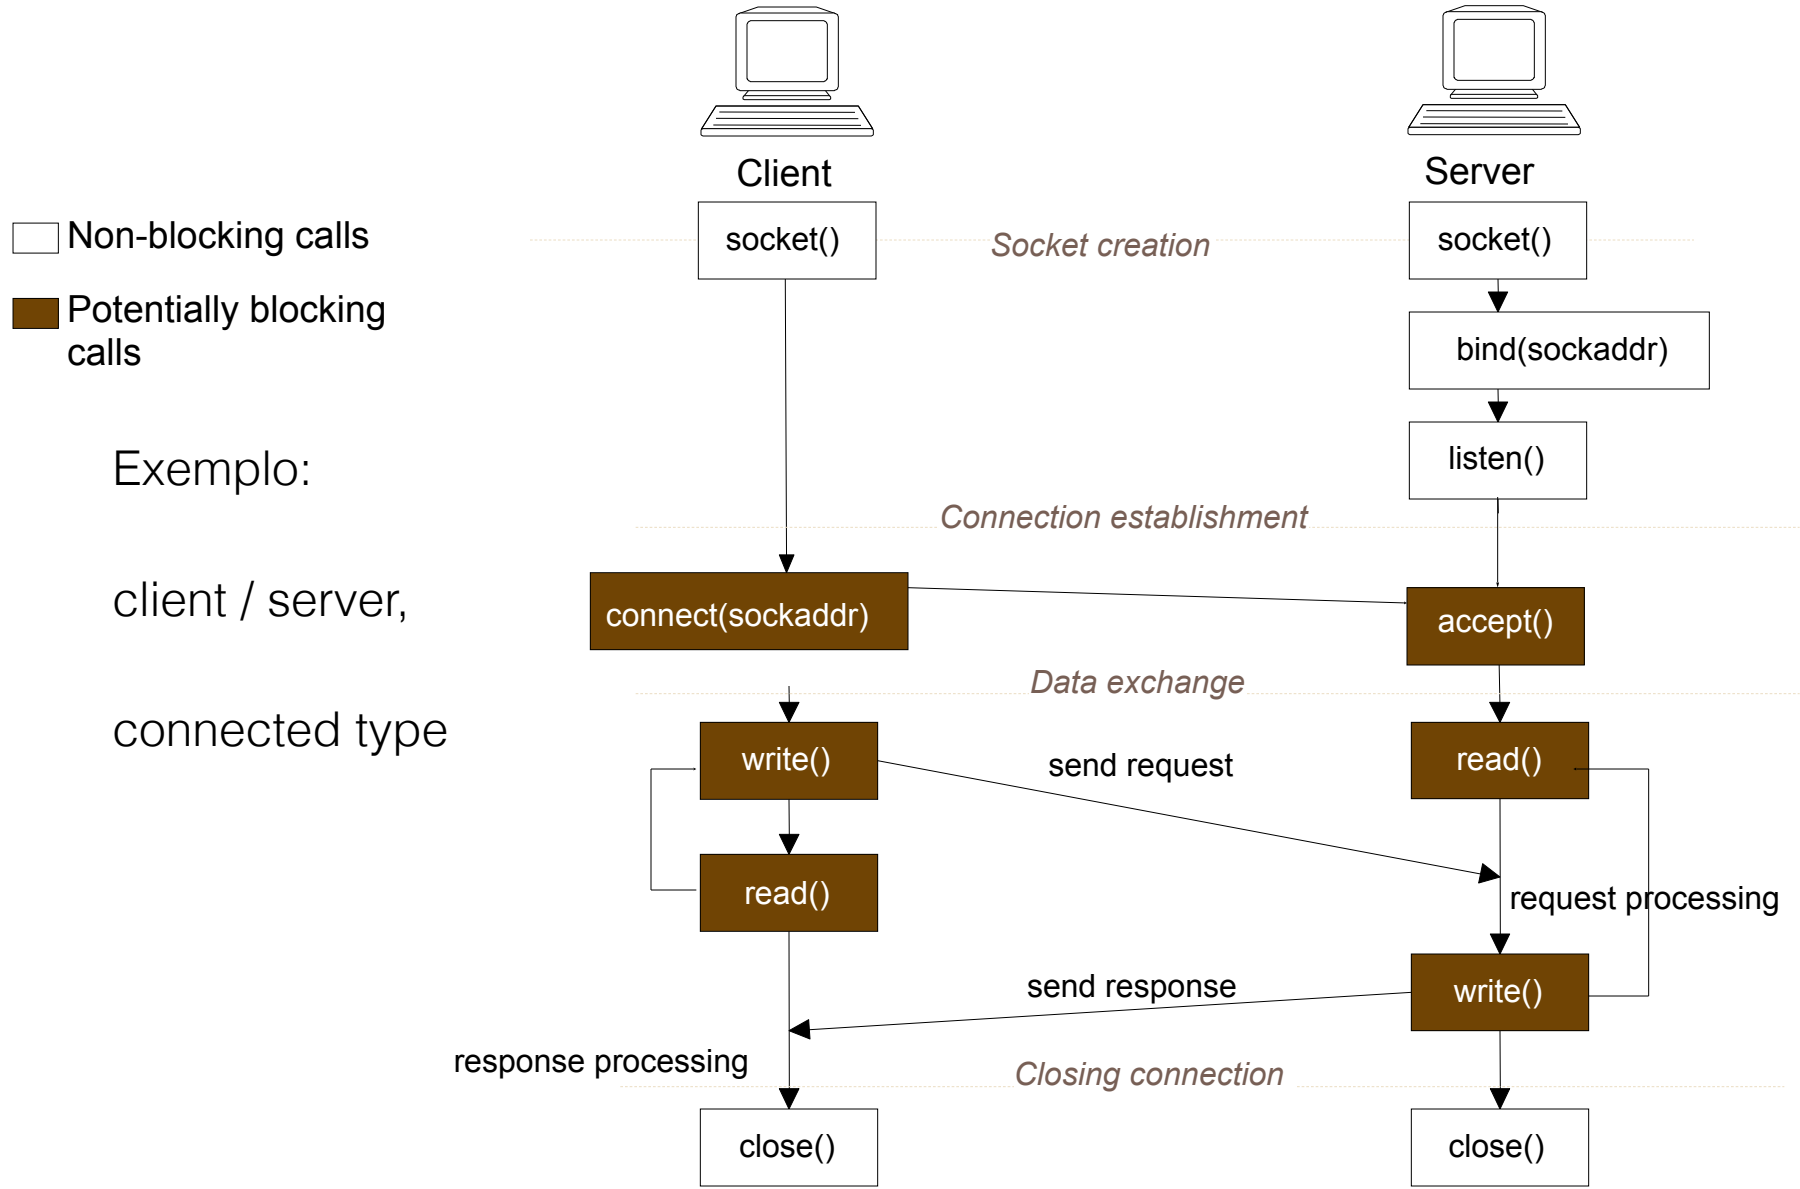 Client
Server
Non-blocking calls
socket()
Socket creation
socket()
Potentially blocking
calls
bind(sockaddr)
Exemplo:
listen()
Connection establishment
client / server,
connect(sockaddr)
accept()
Data exchange
connected type
write()
send request
read()
read()
request processing
send response
write()
response processing
Closing connection
close()
close()